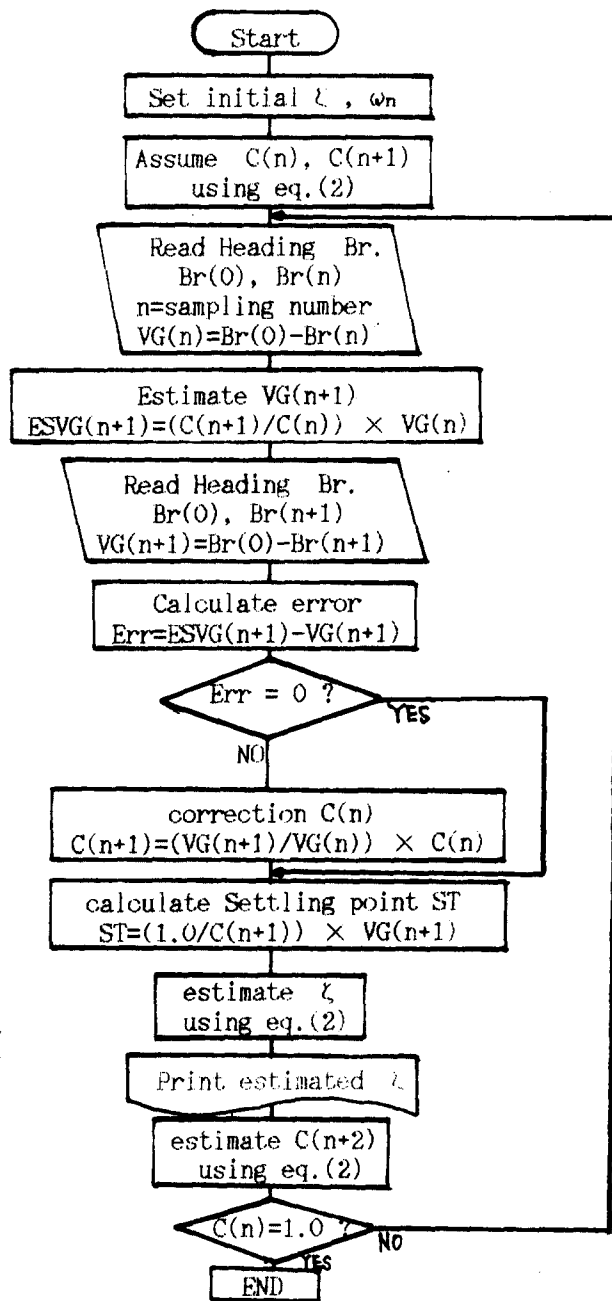 Start
Set initial ζ , ωn
Assume C(n), C(n+1)
using eq.(2)
Read Heading Br.
Br(0), Br(n)
n=sampling number
VG(n)=Br(0)-Br(n)
Estimate VG(n+1)
ESVG(n+1)=(C(n+1)/C(n)) × VG(n)
Read Heading Br.
Br(0), Br(n+1)
VG(n+1)=Br(0)-Br(n+1)
Calculate error
Err=ESVG(n+1)-VG(n+1)
Err = 0 ?
YES
NO
correction C(n)
C(n+1)=(VG(n+1)/VG(n)) × C(n)
calculate Settling point ST
ST=(1.0/C(n+1)) × VG(n+1)
estimate ζ
using eq.(2)
Print estimated ζ
estimate C(n+2)
using eq.(2)
C(n)=1.0 ?
NO
YES
END